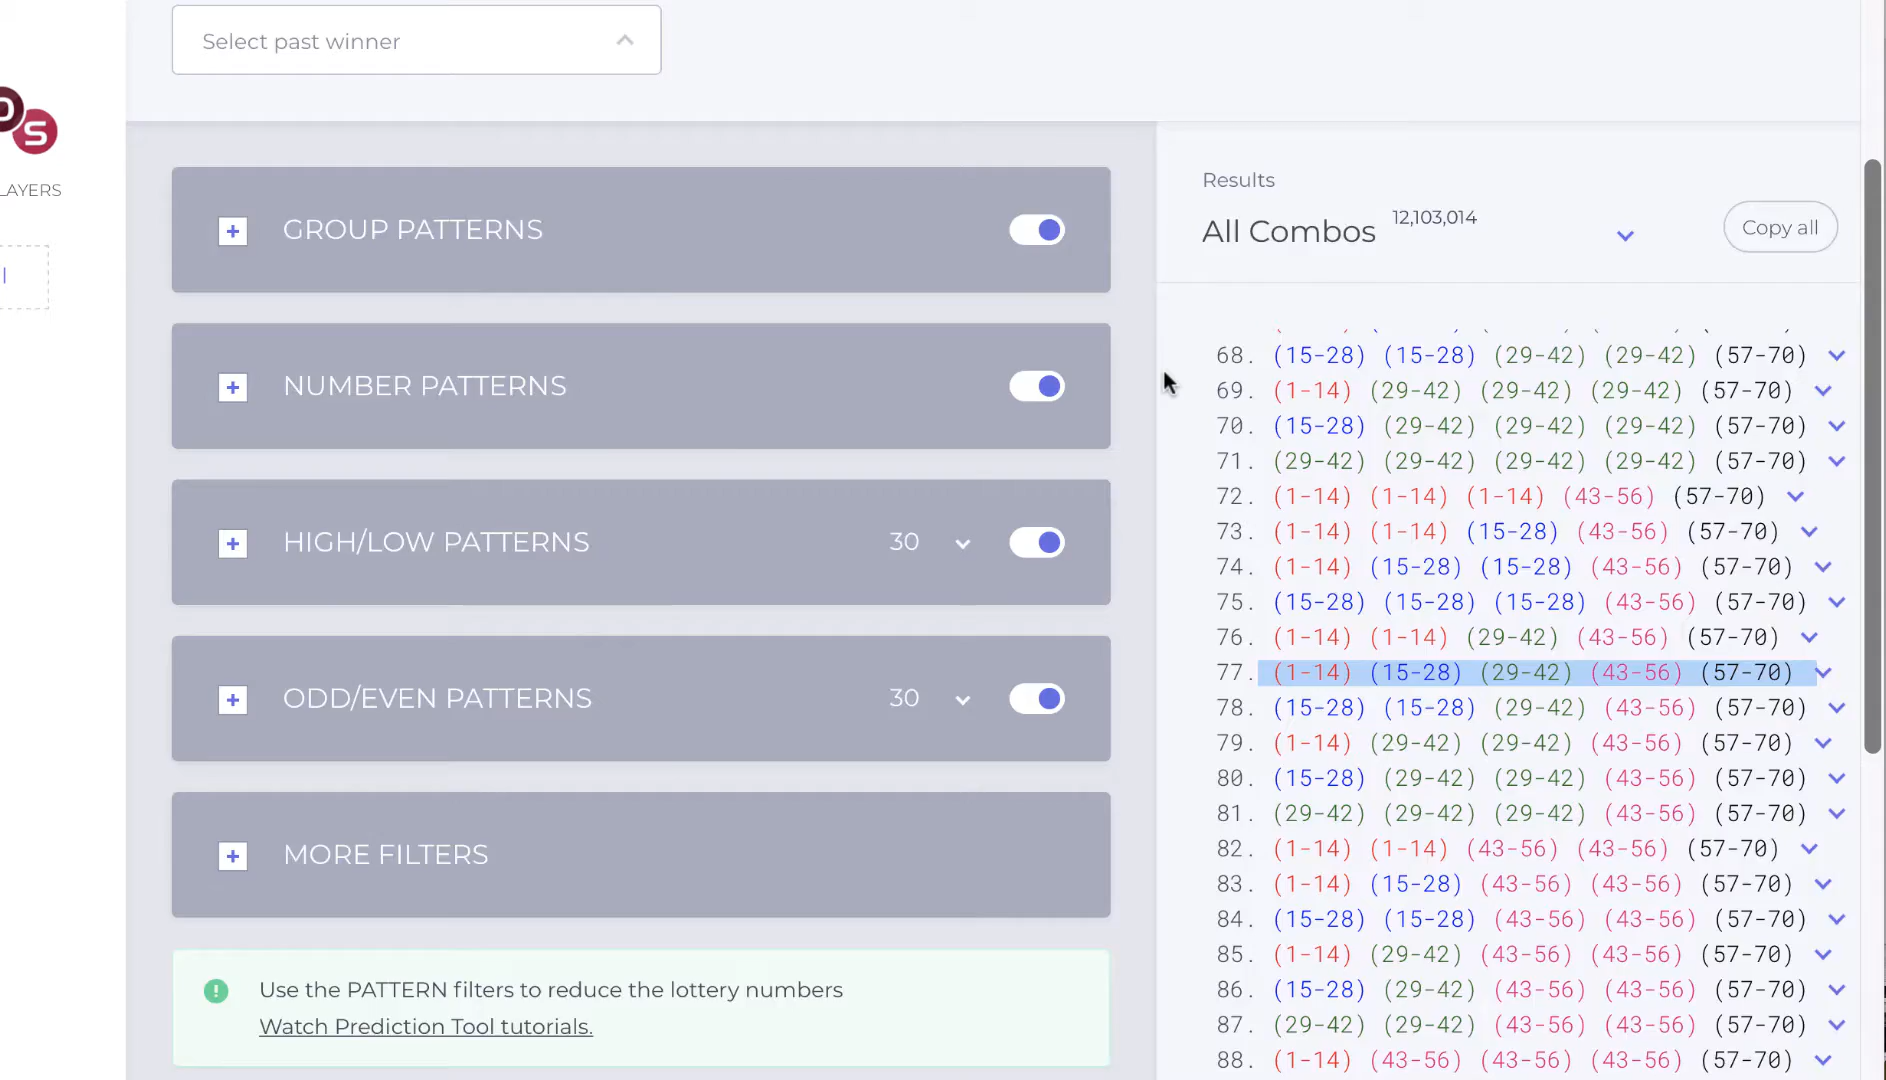 Select past winner
S
LAYERS
l
GROUP PATTERNS
NUMBER PATTERNS
HIGH/LOW PATTERNS 30
ODD/EVEN PATTERNS 30
MORE FILTERS
Use the PATTERN filters to reduce the lottery numbers
Watch Prediction Tool tutorials.
Results
All Combos 12,103,014
Copy all
68. (15-28) (15-28) (29-42) (29-42) (57-70)
69. (1-14) (29-42) (29-42) (29-42) (57-70)
70. (15-28) (29-42) (29-42) (29-42) (57-70)
71. (29-42) (29-42) (29-42) (29-42) (57-70)
72. (1-14) (1-14) (1-14) (43-56) (57-70)
73. (1-14) (1-14) (15-28) (43-56) (57-70)
74. (1-14) (15-28) (15-28) (43-56) (57-70)
75. (15-28) (15-28) (15-28) (43-56) (57-70)
76. (1-14) (1-14) (29-42) (43-56) (57-70)
77. (1-14) (15-28) (29-42) (43-56) (57-70)
78. (15-28) (15-28) (29-42) (43-56) (57-70)
79. (1-14) (29-42) (29-42) (43-56) (57-70)
80. (15-28) (29-42) (29-42) (43-56) (57-70)
81. (29-42) (29-42) (29-42) (43-56) (57-70)
82. (1-14) (1-14) (43-56) (43-56) (57-70)
83. (1-14) (15-28) (43-56) (43-56) (57-70)
84. (15-28) (15-28) (43-56) (43-56) (57-70)
85. (1-14) (29-42) (43-56) (43-56) (57-70)
86. (15-28) (29-42) (43-56) (43-56) (57-70)
87. (29-42) (29-42) (43-56) (43-56) (57-70)
88. (1-14) (43-56) (43-56) (43-56) (57-70)